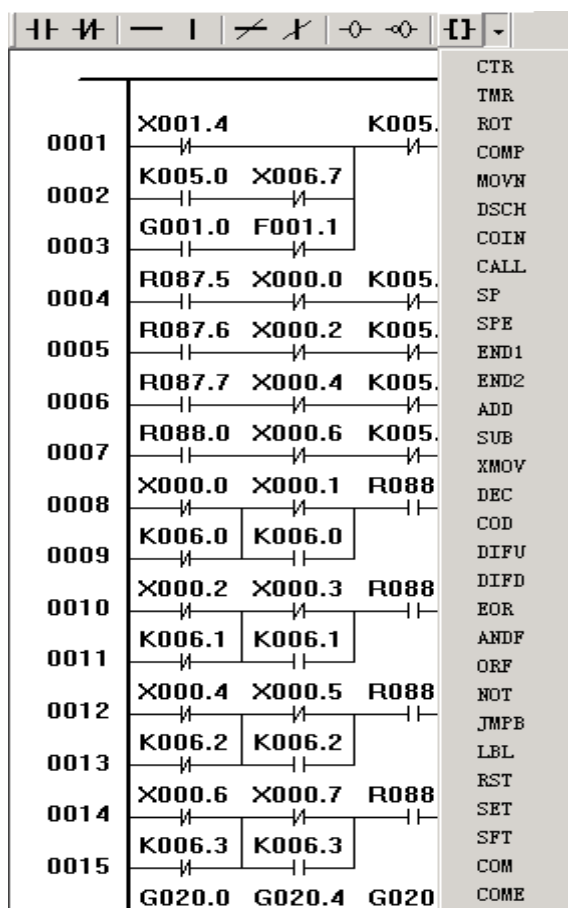 X001.4 K005.
0001
K005.0 X006.7
0002
G001.0 F001.1
0003
R087.5 X000.0 K005.
0004
R087.6 X000.2 K005.
0005
R087.7 X000.4 K005.
0006
R088.0 X000.6 K005.
0007
X000.0 X000.1 R088
0008
K006.0 K006.0
0009
X000.2 X000.3 R088
0010
K006.1 K006.1
0011
X000.4 X000.5 R088
0012
K006.2 K006.2
0013
X000.6 X000.7 R088
0014
K006.3 K006.3
0015
G020.0 G020.4 G020
CTR
TMR
ROT
COMP
MOVN
DSCH
COIN
CALL
SP
SPE
END1
END2
ADD
SUB
XMOV
DEC
COD
DIFU
DIFD
EOR
ANDF
ORF
NOT
JMPB
LBL
RST
SET
SFT
COM
COME